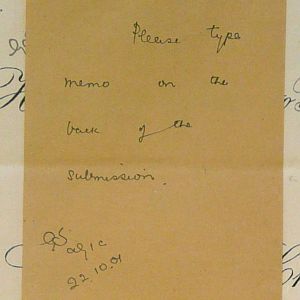 Please type
memo on the
back of the
submission.
22.10.01